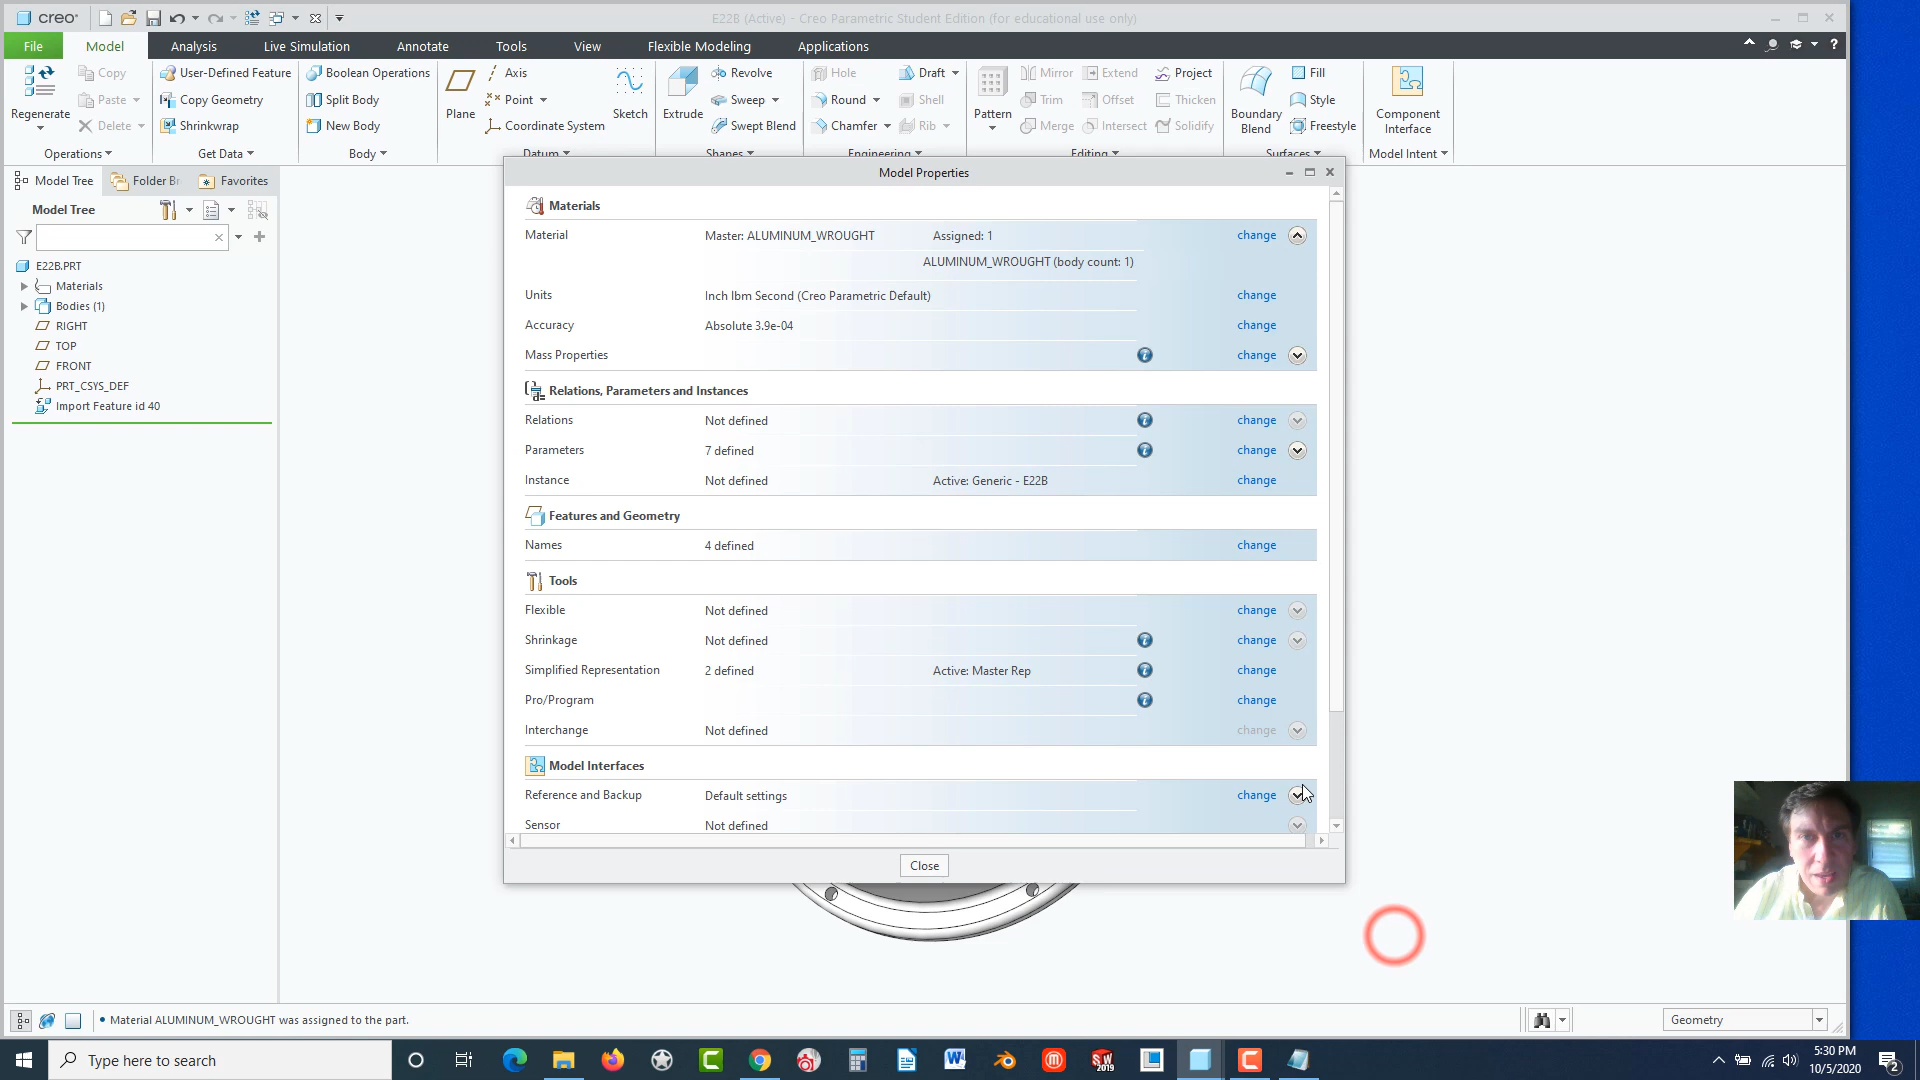 creo
E22B (Active) - Creo Parametric Student Edition (for educational use only)
File Model Analysis Live Simulation Annotate Tools View Flexible Modeling Applications
Regenerate
Copy
Paste
Delete
Operations
User-Defined Feature
Copy Geometry
Shrinkwrap
Get Data
Boolean Operations
Split Body
New Body
Body
Plane
Axis
Point
Coordinate System
Sketch
Datum
Extrude
Revolve
Sweep
Swept Blend
Shapes
Hole
Round
Chamfer
Draft
Shell
Rib
Engineering
Pattern
Mirror
Trim
Merge
Extend
Offset
Intersect
Project
Thicken
Solidify
Editing
Boundary Blend
Fill
Style
Freestyle
Surfaces
Component Interface
Model Intent
Model Tree Folder Br Favorites
Model Tree
E22B.PRT
Materials
Bodies (1)
RIGHT
TOP
FRONT
PRT_CSYS_DEF
Import Feature id 40
Model Properties
Materials
Material Master: ALUMINUM_WROUGHT Assigned: 1 change
ALUMINUM_WROUGHT (body count: 1)
Units Inch lbm Second (Creo Parametric Default) change
Accuracy Absolute 3.9e-04 change
Mass Properties change
Relations, Parameters and Instances
Relations Not defined change
Parameters 7 defined change
Instance Not defined Active: Generic - E22B change
Features and Geometry
Names 4 defined change
Tools
Flexible Not defined change
Shrinkage Not defined change
Simplified Representation 2 defined Active: Master Rep change
Pro/Program change
Interchange Not defined change
Model Interfaces
Reference and Backup Default settings change
Sensor Not defined
Close
• Material ALUMINUM_WROUGHT was assigned to the part.
Geometry
Type here to search
SW 2019
5:30 PM
10/5/2020
2